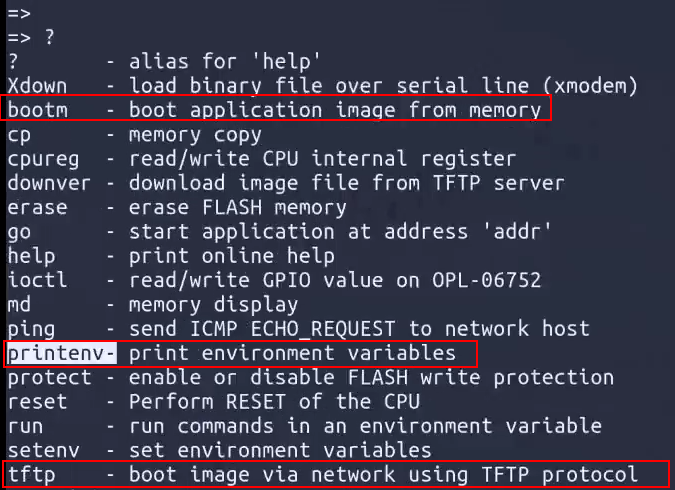 =>
=> ?
?       - alias for 'help'
Xdown   - load binary file over serial line (xmodem)
bootm   - boot application image from memory
cp      - memory copy
cpureg  - read/write CPU internal register
downver - download image file from TFTP server
erase   - erase FLASH memory
go      - start application at address 'addr'
help    - print online help
ioctl   - read/write GPIO value on OPL-06752
md      - memory display
ping    - send ICMP ECHO_REQUEST to network host
printenv- print environment variables
protect - enable or disable FLASH write protection
reset   - Perform RESET of the CPU
run     - run commands in an environment variable
setenv  - set environment variables
tftp    - boot image via network using TFTP protocol